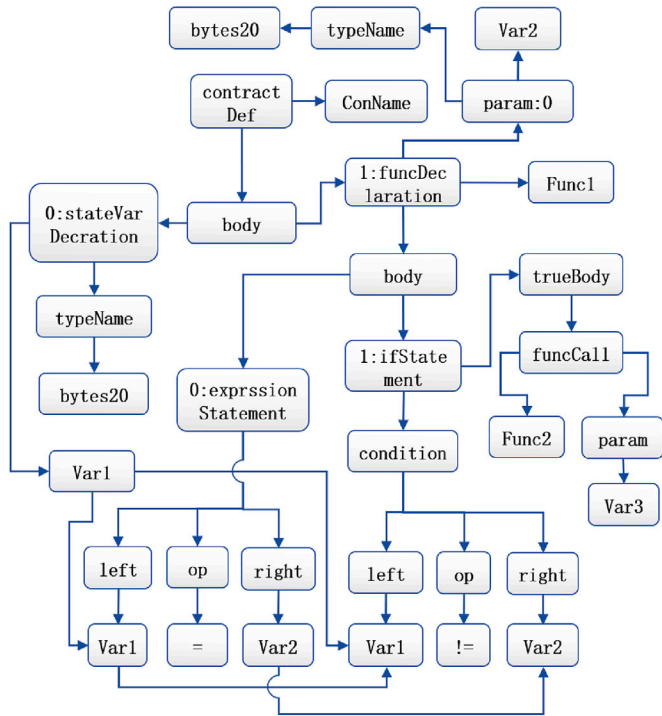 bytes20
typeName
Var2
contract
Def
ConName
param:0
0:stateVar
Decration
body
1:funcDec
laration
Func1
typeName
body
trueBody
bytes20
0:exprssion
Statement
1:ifState
ment
funcCall
Var1
condition
Func2
param
Var3
left
op
right
left
op
right
Var1
=
Var2
Var1
!=
Var2